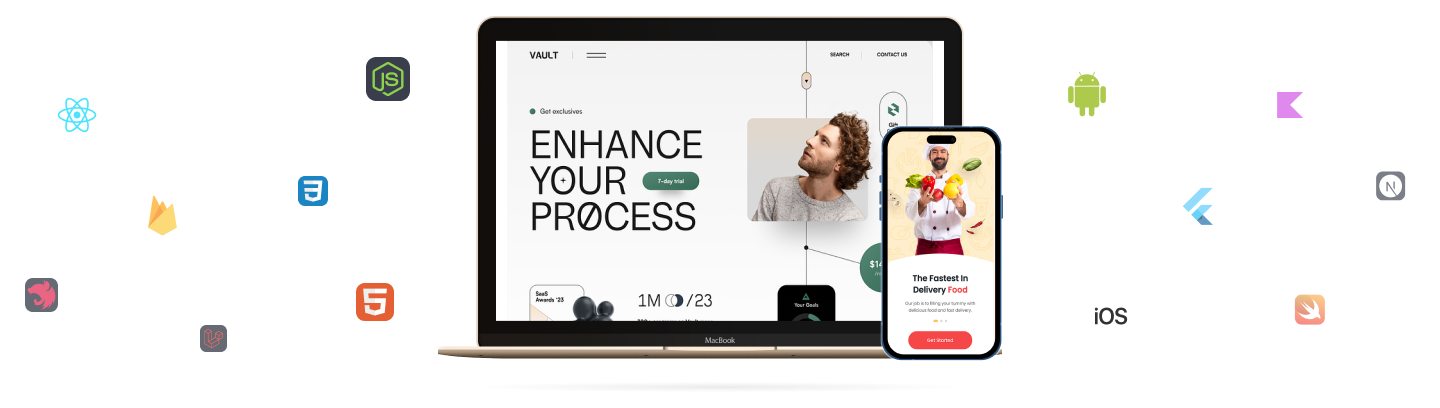 JS
3
5
N
iOS
VAULT
SEARCH
CONTACT US
Get exclusives
ENHANCE
YOUR
7-day trial
PRØCESS
SaaS
Awards '23
1M /23
Your Goals
$14
MacBook
The Fastest In
Delivery Food
Our job is to filling your tummy with
delicious food and fast delivery.
Get Started